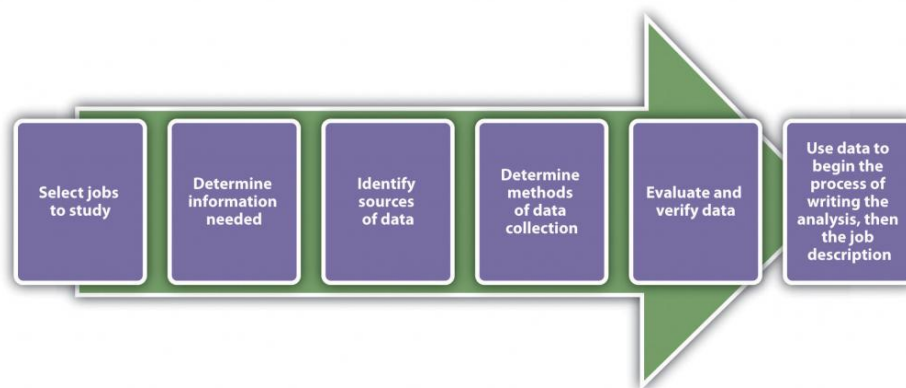 Select jobs
to study
Determine
information
needed
Identify
sources
of data
Determine
methods
of data
collection
Evaluate and
verify data
Use data to
begin the
process of
writing the
analysis, then
the job
description